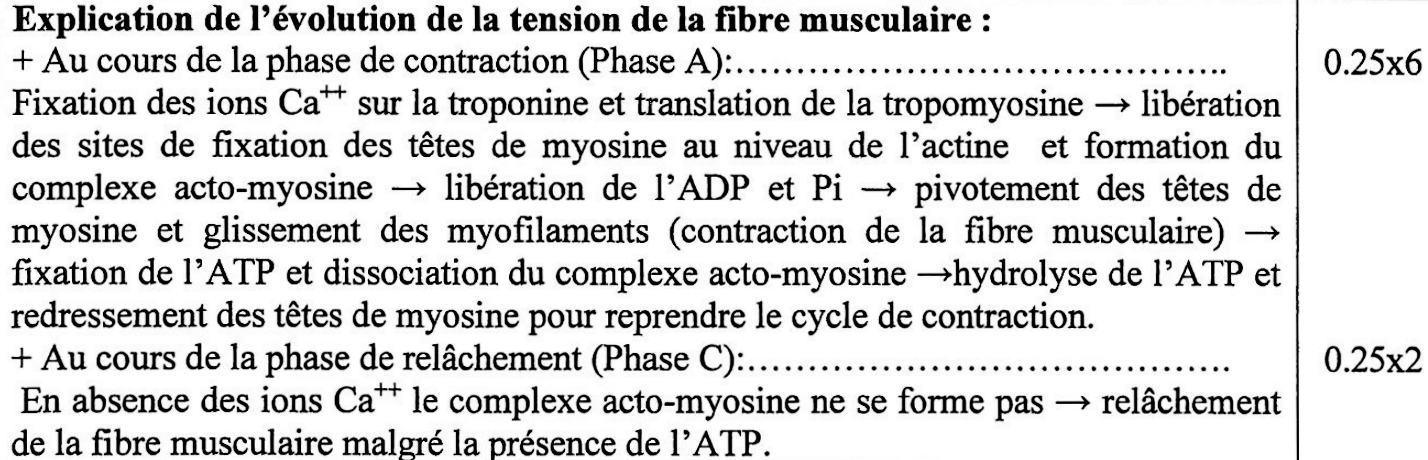 Explication de l'évolution de la tension de la fibre musculaire :
+ Au cours de la phase de contraction (Phase A):........................................ 0.25x6
Fixation des ions Ca⁺⁺ sur la troponine et translation de la tropomyosine → libération
des sites de fixation des têtes de myosine au niveau de l'actine et formation du
complexe acto-myosine → libération de l'ADP et Pi → pivotement des têtes de
myosine et glissement des myofilaments (contraction de la fibre musculaire) →
fixation de l'ATP et dissociation du complexe acto-myosine →hydrolyse de l'ATP et
redressement des têtes de myosine pour reprendre le cycle de contraction.
+ Au cours de la phase de relâchement (Phase C):....................................... 0.25x2
En absence des ions Ca⁺⁺ le complexe acto-myosine ne se forme pas → relâchement
de la fibre musculaire malgré la présence de l'ATP.